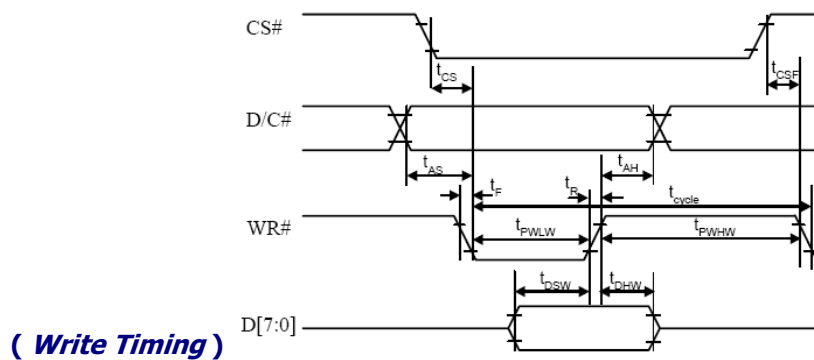 CS#
tCS
tCSF
D/C#
tAS
tAH
tF
tR
tcycle
WR#
tPWLW
tPWHW
tDSW
tDHW
( Write Timing ) D[7:0]